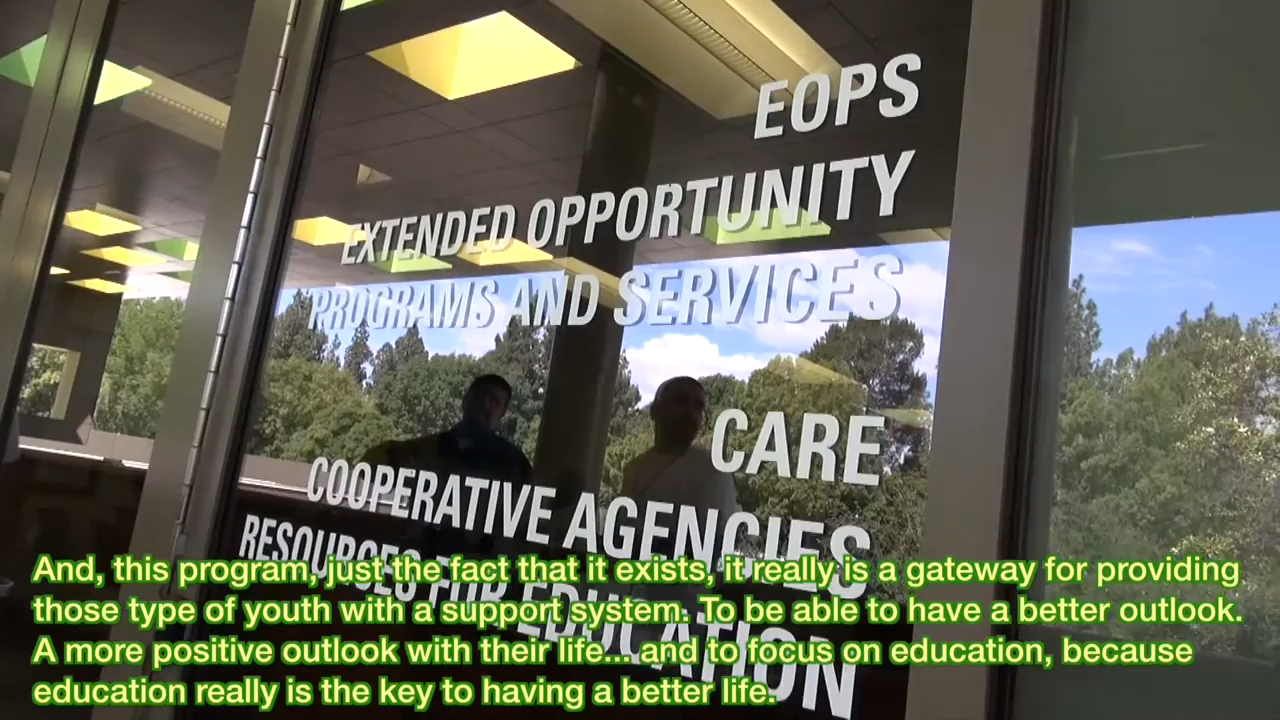 EOPS
EXTENDED OPPORTUNITY
PROGRAMS AND SERVICES
CARE
COOPERATIVE AGENCIES
RESOURCES FOR EDUCATION
And, this program, just the fact that it exists, it really is a gateway for providing
those type of youth with a support system. To be able to have a better outlook.
A more positive outlook with their life... and to focus on education, because
education really is the key to having a better life.